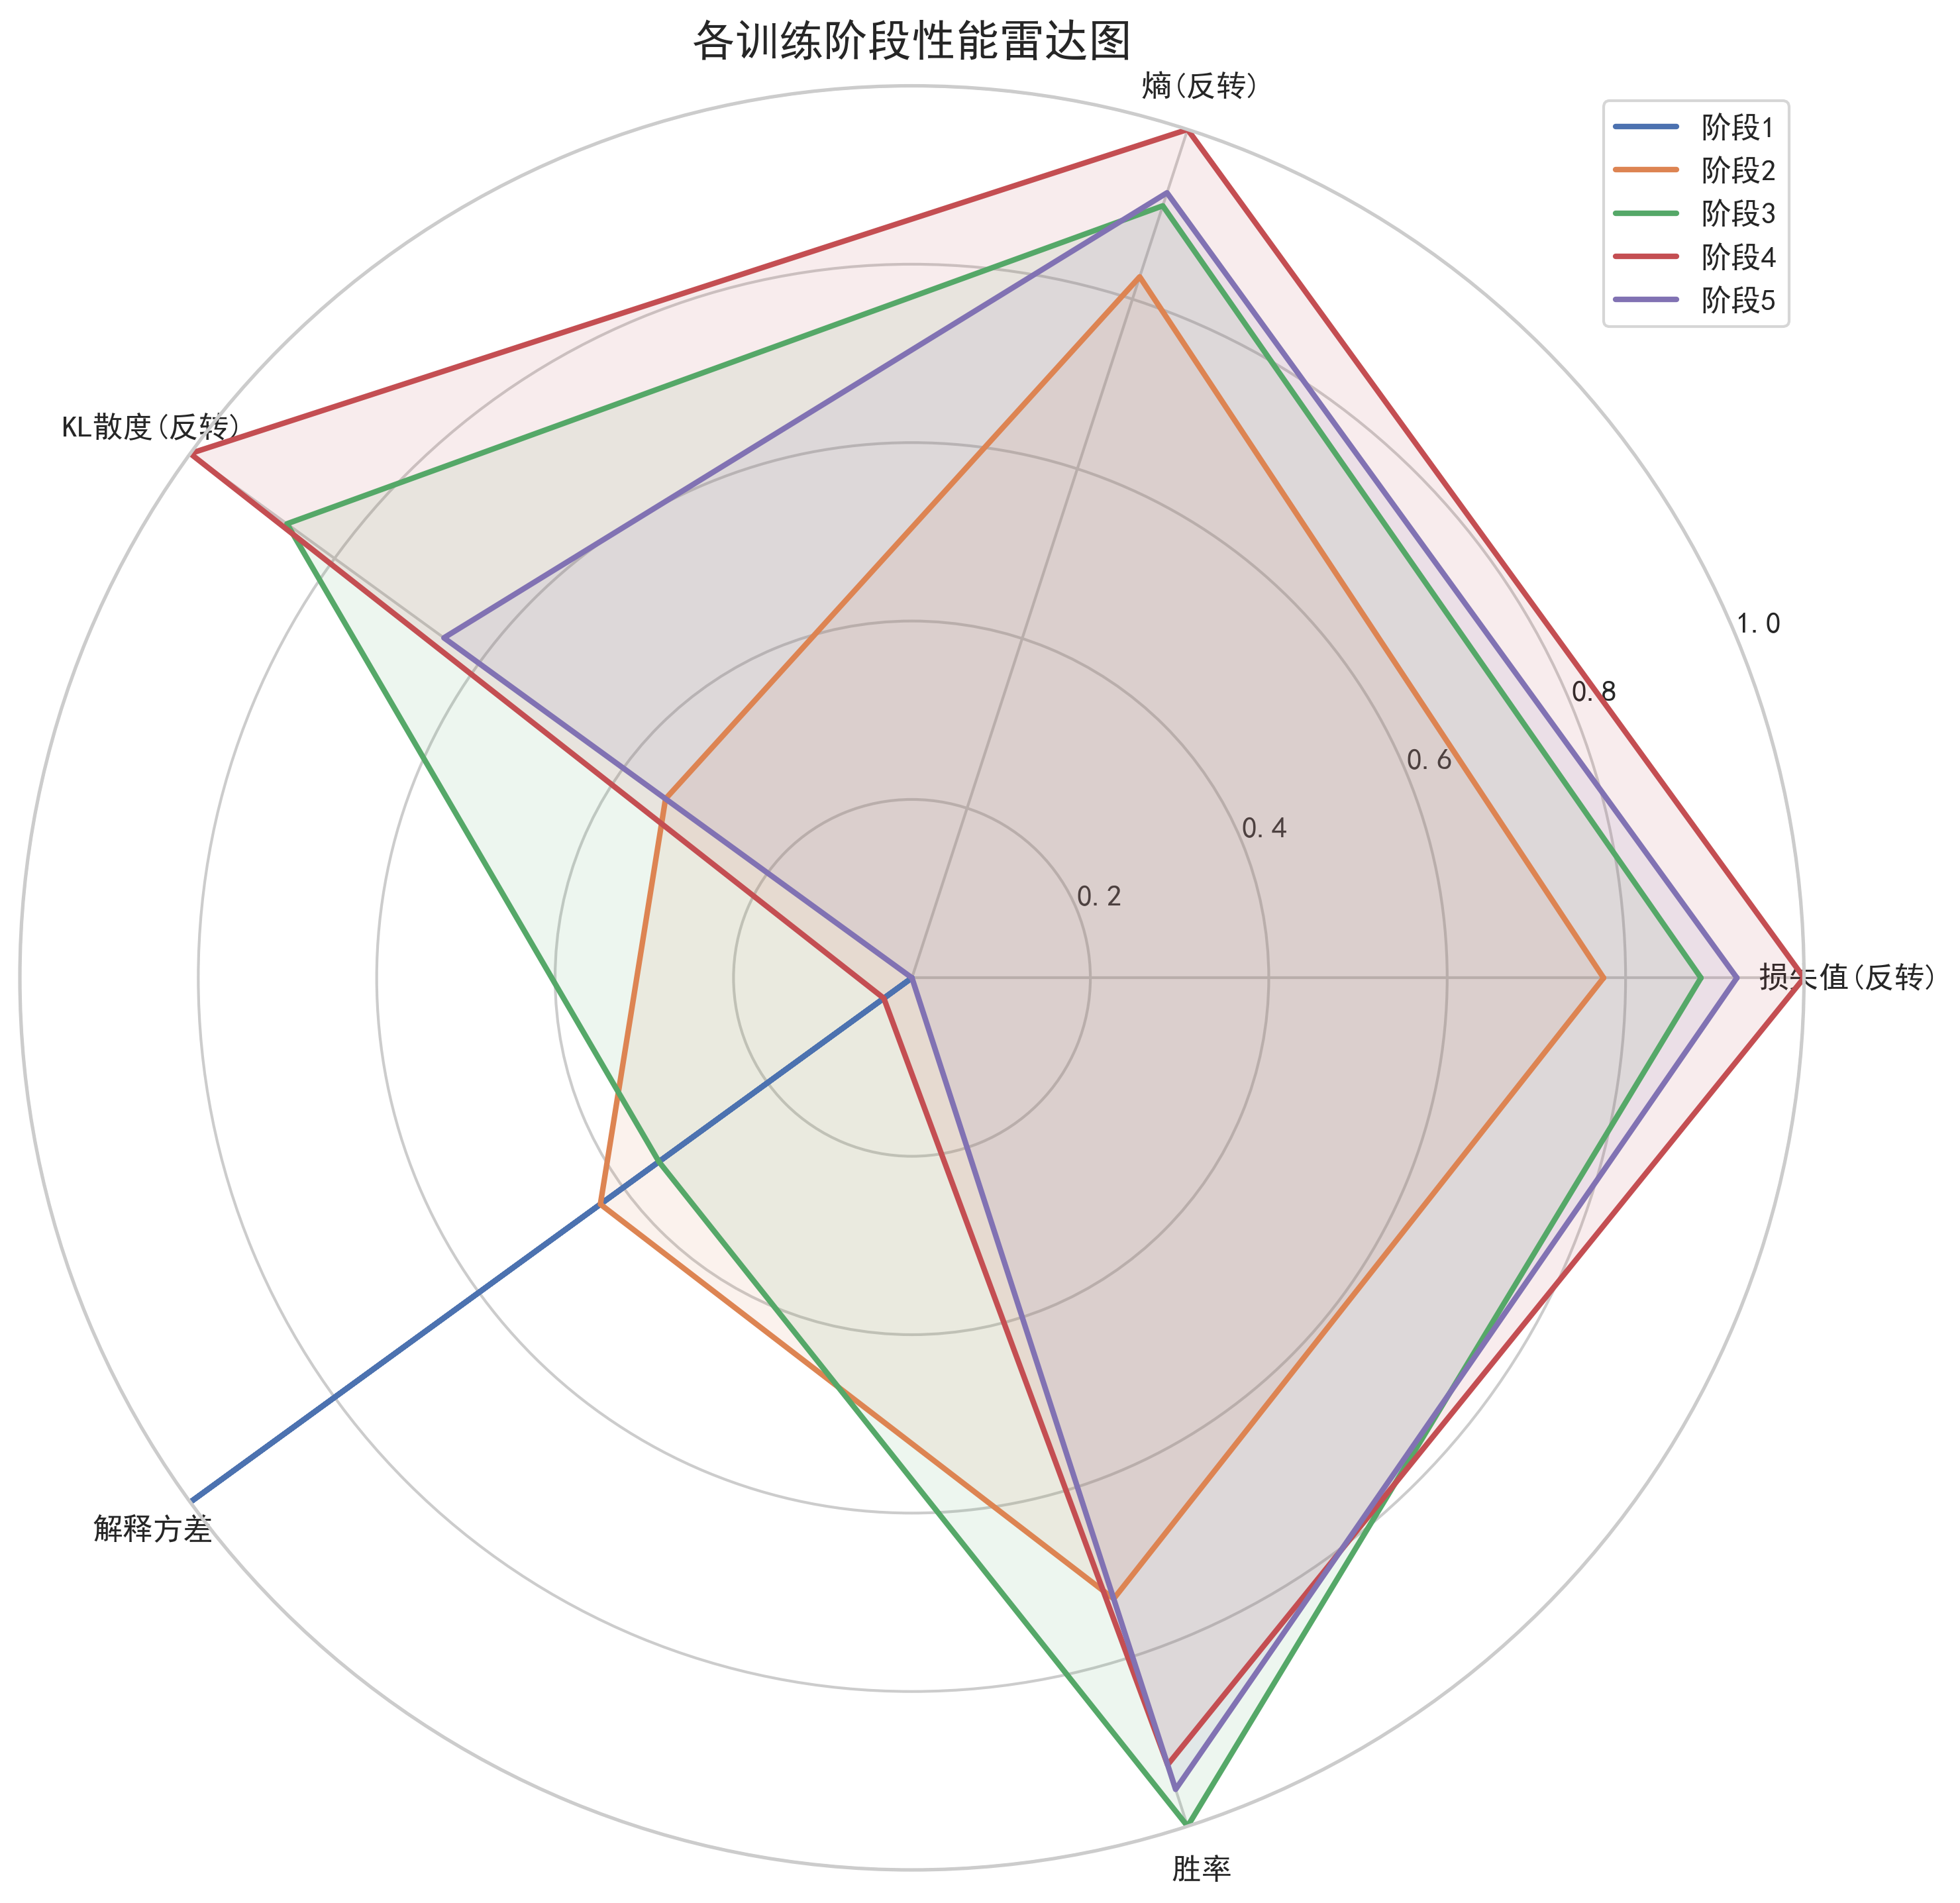 各训练阶段性能雷达图
熵(反转)
阶段1
阶段2
阶段3
阶段4
阶段5
KL散度(反转)
1.0
0.8
0.6
0.4
0.2
损失值(反转)
解释方差
胜率